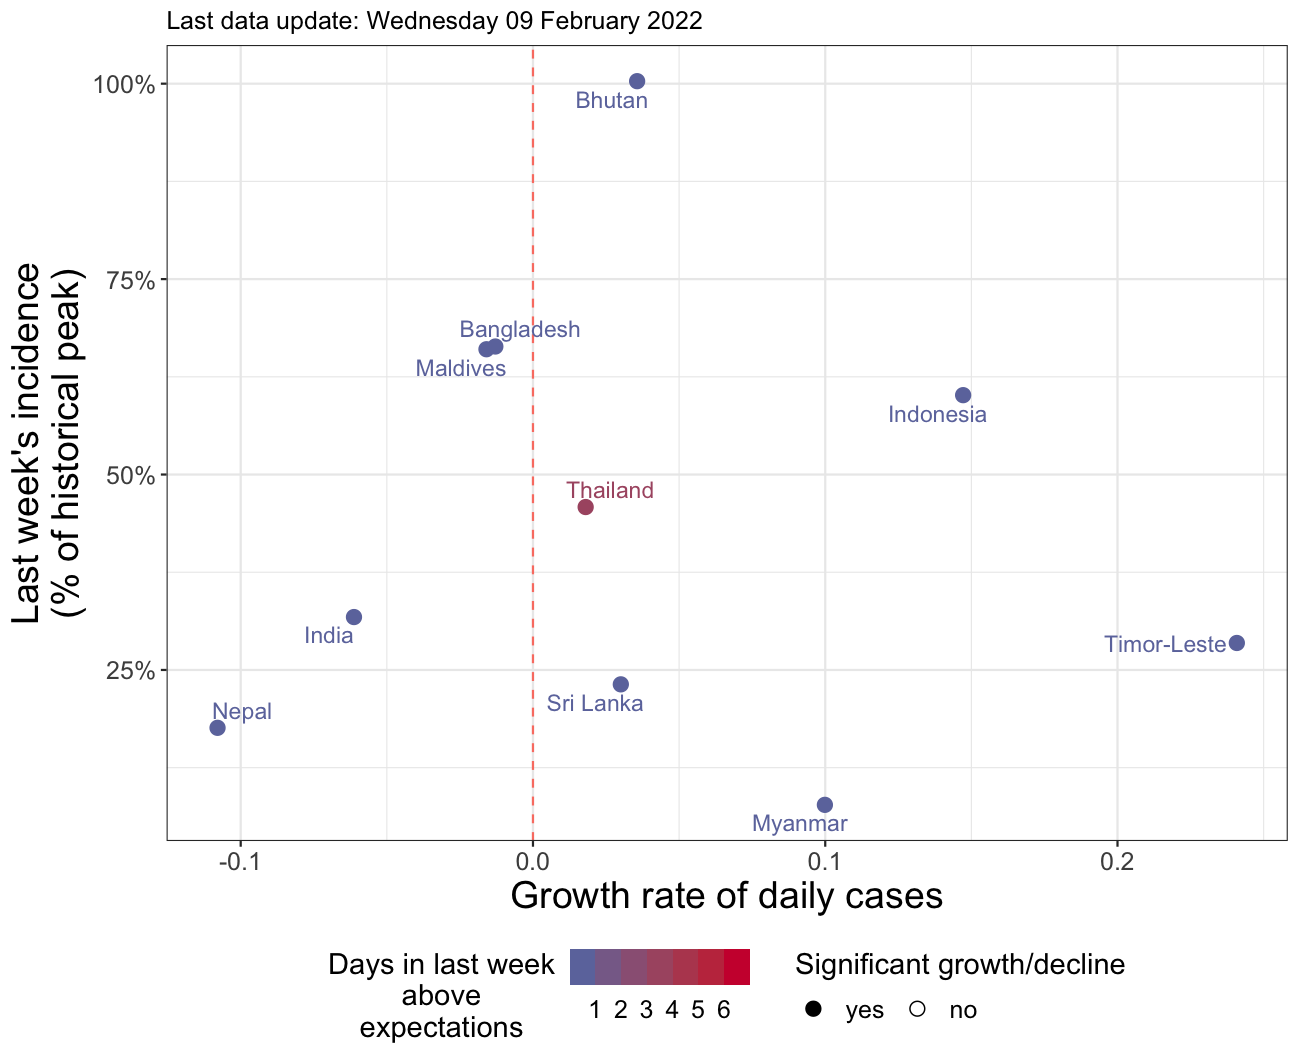 Last data update: Wednesday 09 February 2022
100%
Bhutan
75%
Bangladesh
Maldives
Indonesia
50%
Thailand
India
Timor-Leste
25%
Sri Lanka
Nepal
Myanmar
Last week's incidence
(% of historical peak)
-0.1 0.0 0.1 0.2
Growth rate of daily cases
Days in last week
above
expectations
1 2 3 4 5 6
Significant growth/decline
yes no